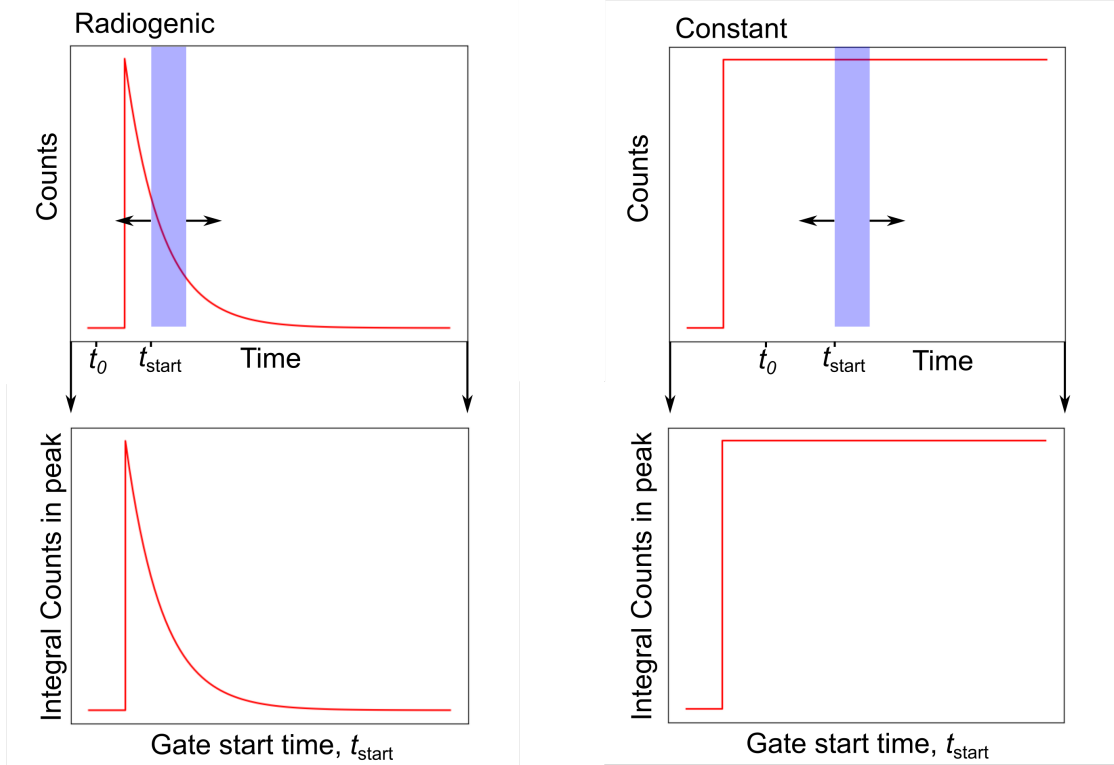 Radiogenic
Counts
t0
tstart
Time
Integral Counts in peak
Gate start time, tstart
Constant
Counts
t0
tstart
Time
Integral Counts in peak
Gate start time, tstart